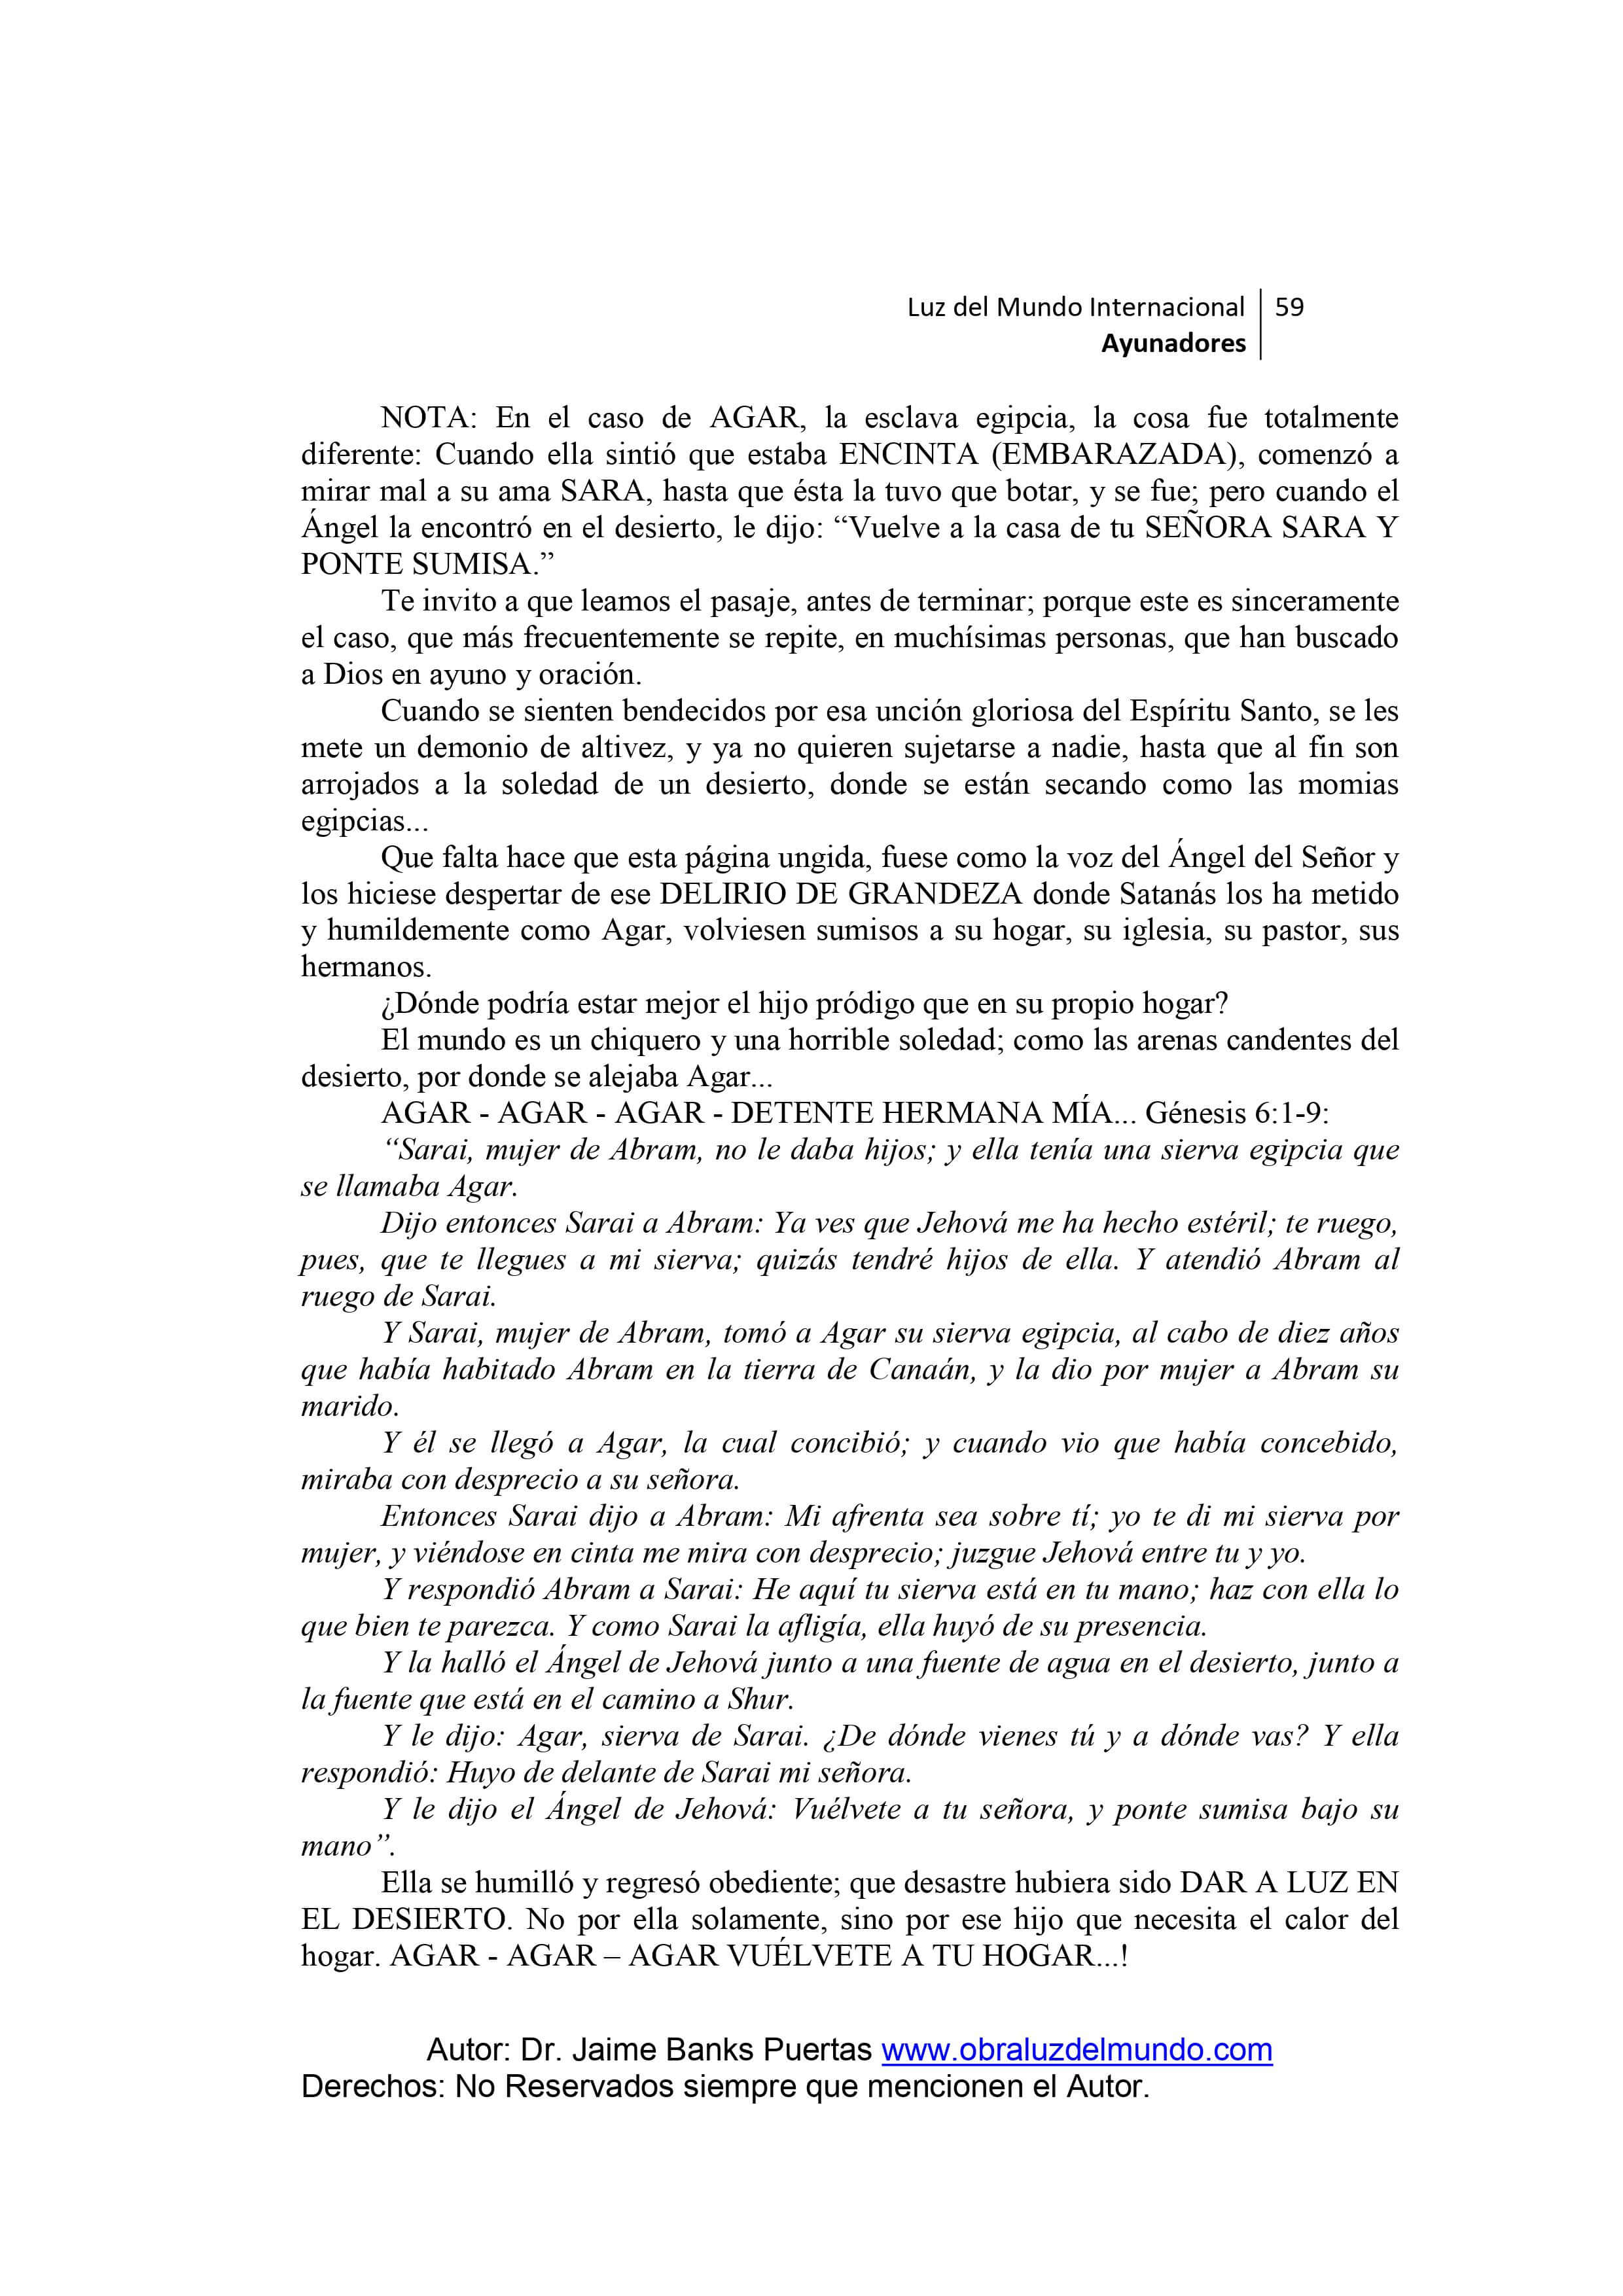 Luz del Mundo Internacional 59
Ayunadores
NOTA: En el caso de AGAR, la esclava egipcia, la cosa fue totalmente
diferente: Cuando ella sintió que estaba ENCINTA (EMBARAZADA), comenzó a
mirar mal a su ama SARA, hasta que ésta la tuvo que botar, y se fue; pero cuando el
Ángel la encontró en el desierto, le dijo: “Vuelve a la casa de tu SEÑORA SARA Y
PONTE SUMISA.”
Te invito a que leamos el pasaje, antes de terminar; porque este es sinceramente
el caso, que más frecuentemente se repite, en muchísimas personas, que han buscado
a Dios en ayuno y oración.
Cuando se sienten bendecidos por esa unción gloriosa del Espíritu Santo, se les
mete un demonio de altivez, y ya no quieren sujetarse a nadie, hasta que al fin son
arrojados a la soledad de un desierto, donde se están secando como las momias
egipcias...
Que falta hace que esta página ungida, fuese como la voz del Ángel del Señor y
los hiciese despertar de ese DELIRIO DE GRANDEZA donde Satanás los ha metido
y humildemente como Agar, volviesen sumisos a su hogar, su iglesia, su pastor, sus
hermanos.
¿Dónde podría estar mejor el hijo pródigo que en su propio hogar?
El mundo es un chiquero y una horrible soledad; como las arenas candentes del
desierto, por donde se alejaba Agar...
AGAR - AGAR - AGAR - DETENTE HERMANA MÍA... Génesis 6:1-9:
“Sarai, mujer de Abram, no le daba hijos; y ella tenía una sierva egipcia que
se llamaba Agar.
Dijo entonces Sarai a Abram: Ya ves que Jehová me ha hecho estéril; te ruego,
pues, que te llegues a mi sierva; quizás tendré hijos de ella. Y atendió Abram al
ruego de Sarai.
Y Sarai, mujer de Abram, tomó a Agar su sierva egipcia, al cabo de diez años
que había habitado Abram en la tierra de Canaán, y la dio por mujer a Abram su
marido.
Y él se llegó a Agar, la cual concibió; y cuando vio que había concebido,
miraba con desprecio a su señora.
Entonces Sarai dijo a Abram: Mi afrenta sea sobre tí; yo te di mi sierva por
mujer, y viéndose en cinta me mira con desprecio; juzgue Jehová entre tu y yo.
Y respondió Abram a Sarai: He aquí tu sierva está en tu mano; haz con ella lo
que bien te parezca. Y como Sarai la afligía, ella huyó de su presencia.
Y la halló el Ángel de Jehová junto a una fuente de agua en el desierto, junto a
la fuente que está en el camino a Shur.
Y le dijo: Agar, sierva de Sarai. ¿De dónde vienes tú y a dónde vas? Y ella
respondió: Huyo de delante de Sarai mi señora.
Y le dijo el Ángel de Jehová: Vuélvete a tu señora, y ponte sumisa bajo su
mano”.
Ella se humilló y regresó obediente; que desastre hubiera sido DAR A LUZ EN
EL DESIERTO. No por ella solamente, sino por ese hijo que necesita el calor del
hogar. AGAR - AGAR – AGAR VUÉLVETE A TU HOGAR...!
Autor: Dr. Jaime Banks Puertas www.obraluzdelmundo.com
Derechos: No Reservados siempre que mencionen el Autor.